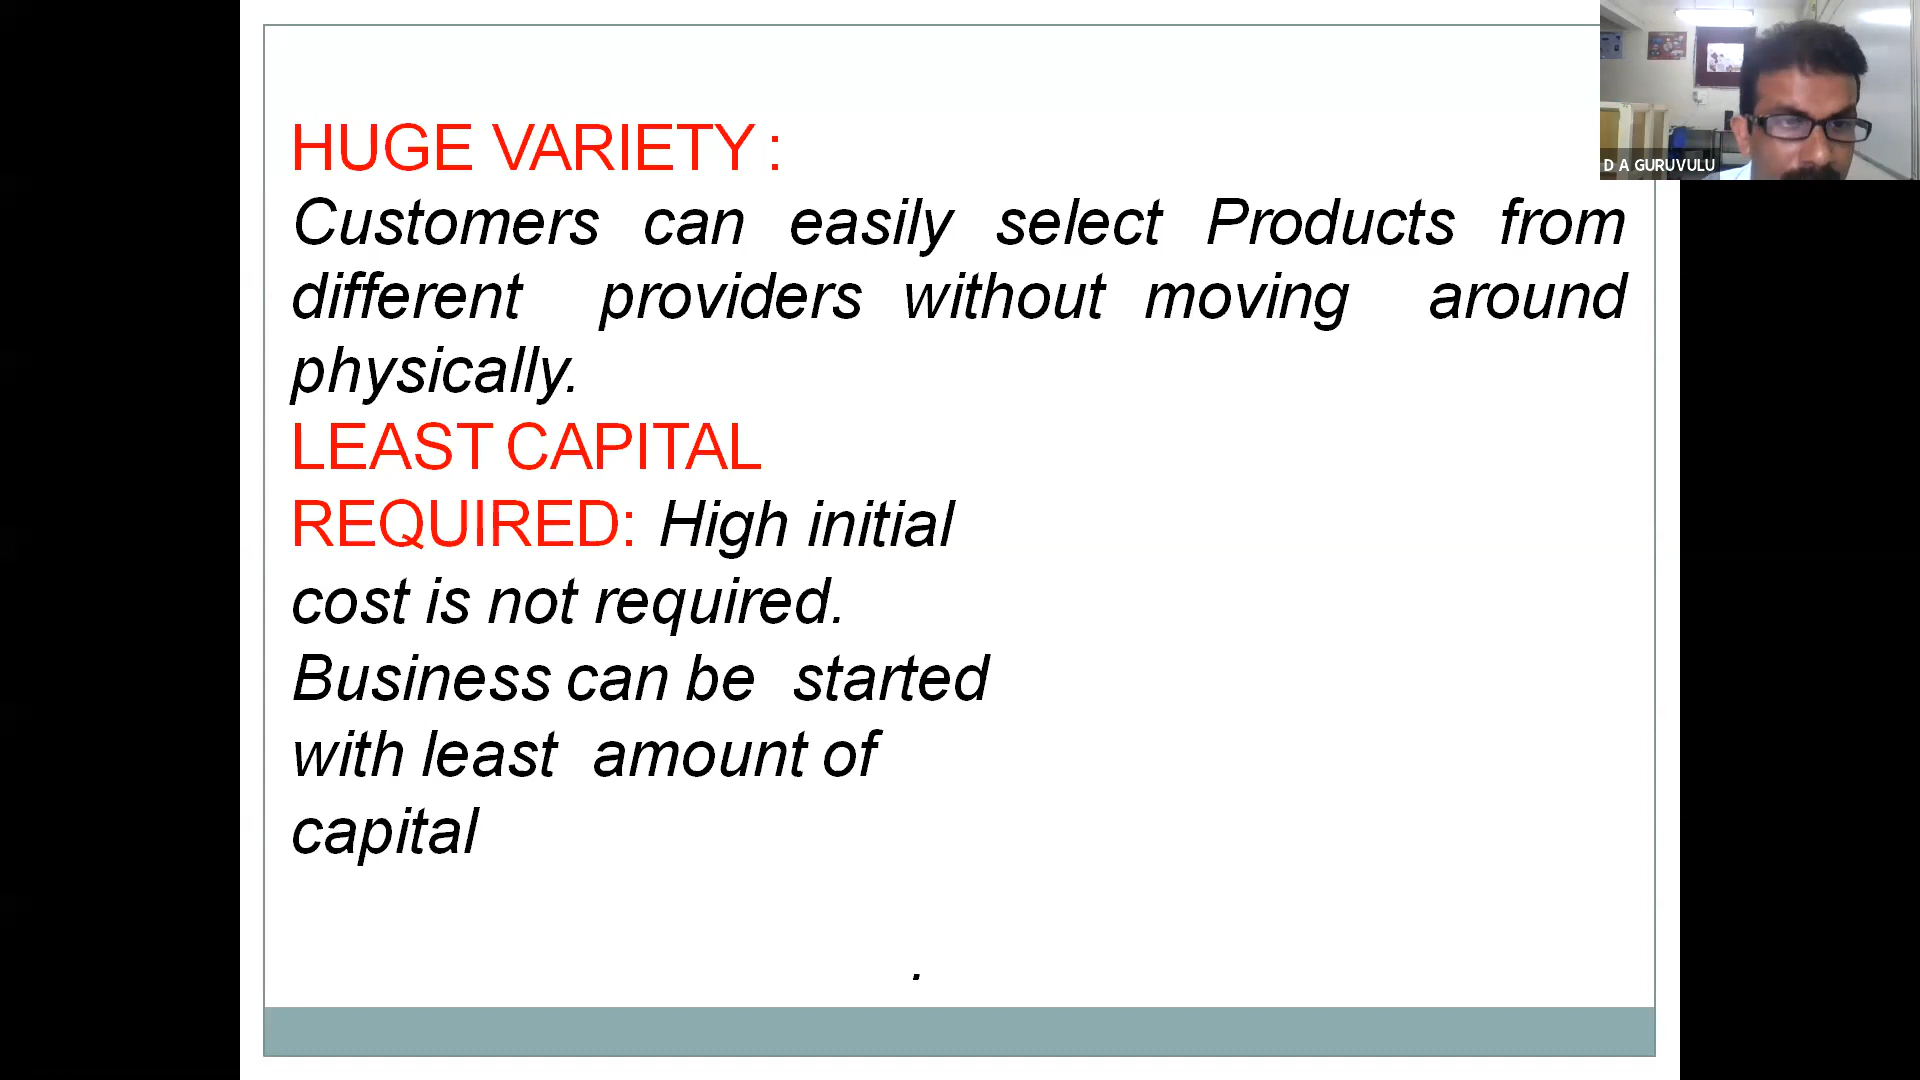 HUGE VARIETY :
Customers can easily select Products from
different providers without moving around
physically.
LEAST CAPITAL
REQUIRED: High initial
cost is not required.
Business can be started
with least amount of
capital
.
D A GURUVULU